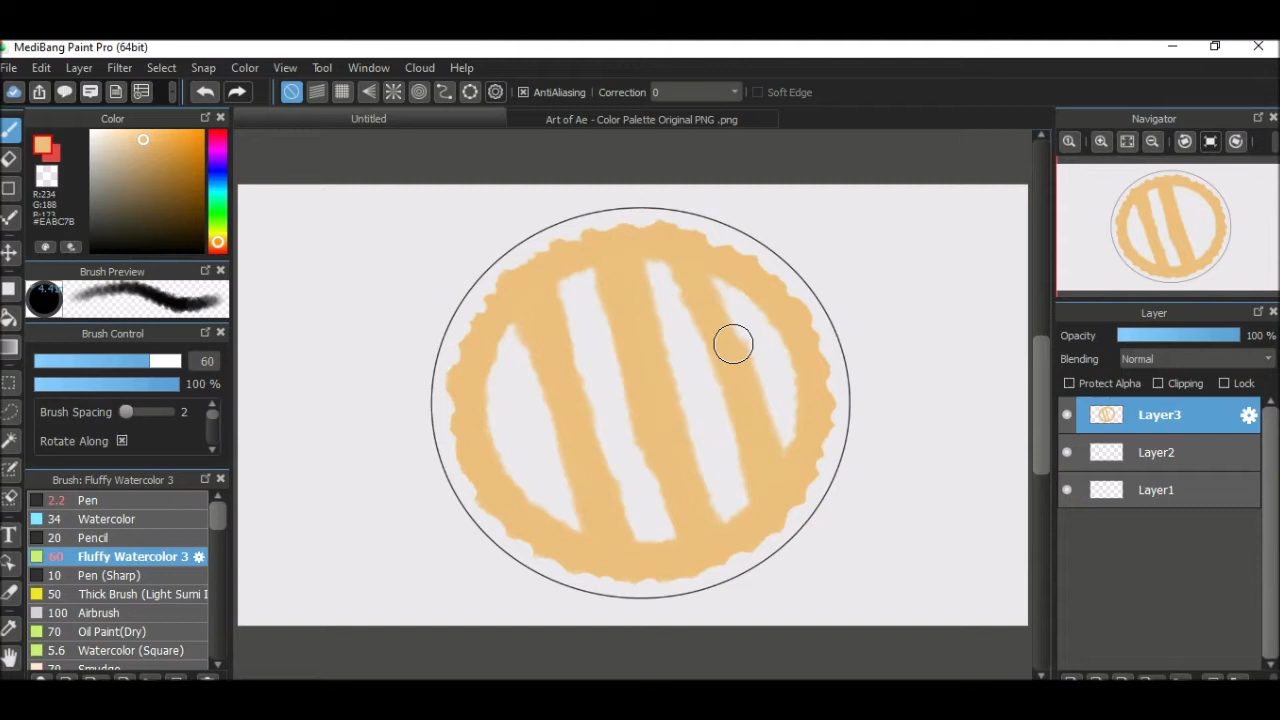 MediBang Paint Pro (64bit)
File Edit Layer Filter Select Snap Color View Tool Window Cloud Help
AntiAliasing Correction 0 Soft Edge
Color
Untitled
Art of Ae - Color Palette Original PNG .png
Navigator
R:234
G:188
B:123
#EABC7B
Brush Preview
Brush Control
60
100 %
Brush Spacing 2
Rotate Along
Brush: Fluffy Watercolor 3
2.2 Pen
34 Watercolor
20 Pencil
60 Fluffy Watercolor 3
10 Pen (Sharp)
50 Thick Brush (Light Sumi I
100 Airbrush
70 Oil Paint(Dry)
5.6 Watercolor (Square)
70 Smudge
Layer
Opacity 100 %
Blending Normal
Protect Alpha Clipping Lock
Layer3
Layer2
Layer1